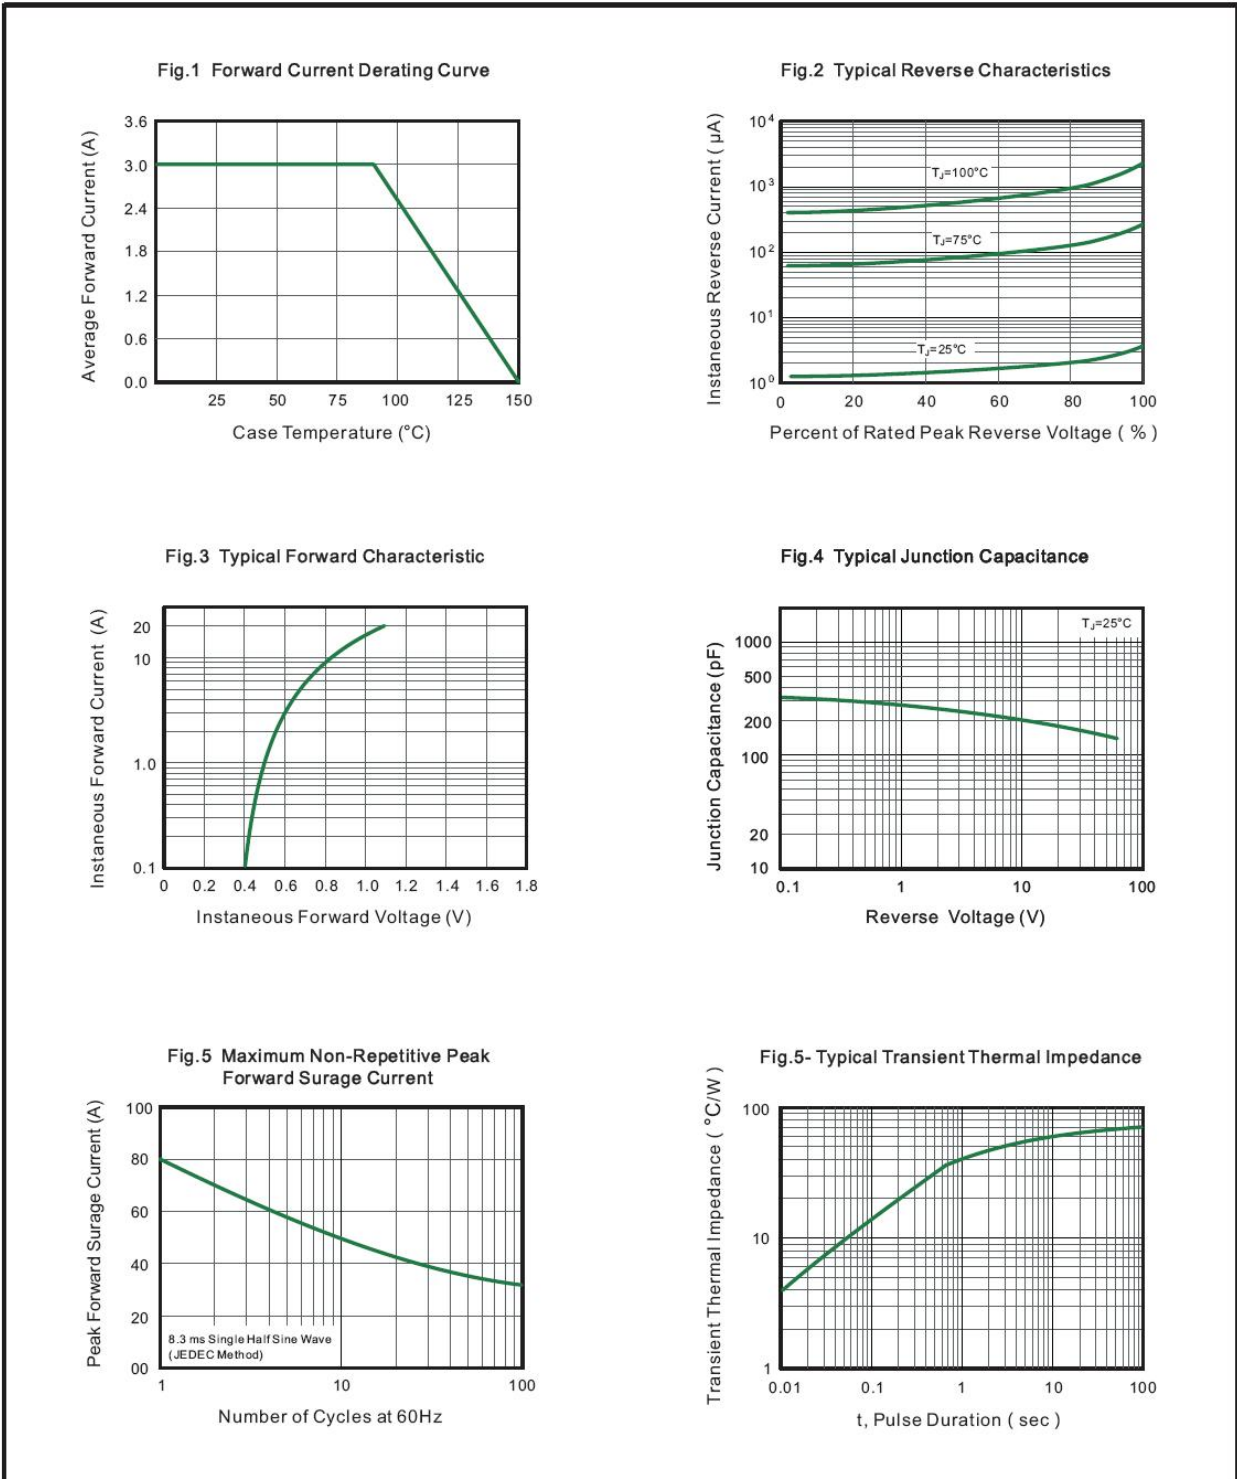 Fig.1 Forward Current Derating Curve
Average Forward Current (A)
3.6
3.0
2.4
1.8
1.2
0.6
0.0
25 50 75 100 125 150
Case Temperature (°C)
Fig.2 Typical Reverse Characteristics
Instaneous Reverse Current ( μA)
10⁴
10³
10²
10¹
10⁰
TJ=100°C
TJ=75°C
TJ=25°C
0 20 40 60 80 100
Percent of Rated Peak Reverse Voltage ( % )
Fig.3 Typical Forward Characteristic
Instaneous Forward Current (A)
20
10
1.0
0.1
0 0.2 0.4 0.6 0.8 1.0 1.2 1.4 1.6 1.8
Instaneous Forward Voltage (V)
Fig.4 Typical Junction Capacitance
Junction Capacitance (pF)
TJ=25°C
1000
500
200
100
20
10
0.1 1 10 100
Reverse Voltage (V)
Fig.5 Maximum Non-Repetitive Peak
Forward Surage Current
Peak Forward Surage Current (A)
100
80
60
40
20
00
8.3 ms Single Half Sine Wave
(JEDEC Method)
1 10 100
Number of Cycles at 60Hz
Fig.5- Typical Transient Thermal Impedance
Transient Thermal Impedance ( °C/W )
100
10
1
0.01 0.1 1 10 100
t, Pulse Duration ( sec )